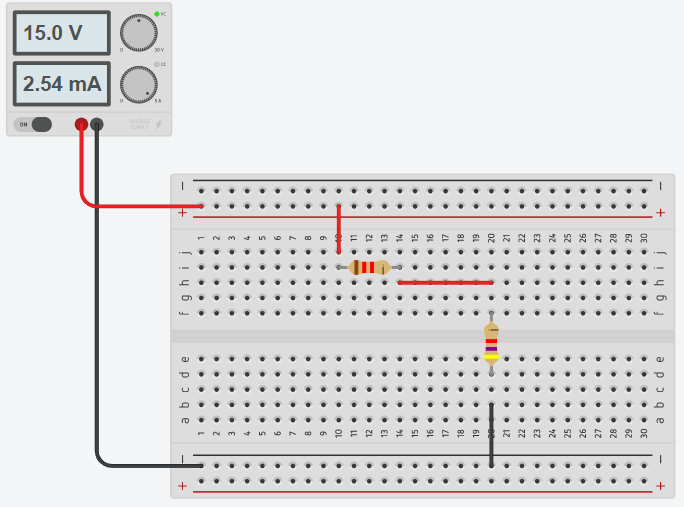 15.0 V
0 30 V
2.54 mA
CC
0 5 A
ON
VOLTAGE
SUPPLY
− −
+ +
1 2 3 4 5 6 7 8 9 10 11 12 13 14 15 16 17 18 19 20 21 22 23 24 25 26 27 28 29 30
j j
i i
h h
g g
f f
e e
d d
c c
b b
a a
1 2 3 4 5 6 7 8 9 10 11 12 13 14 15 16 17 18 19 20 21 22 23 24 25 26 27 28 29 30
− −
+ +